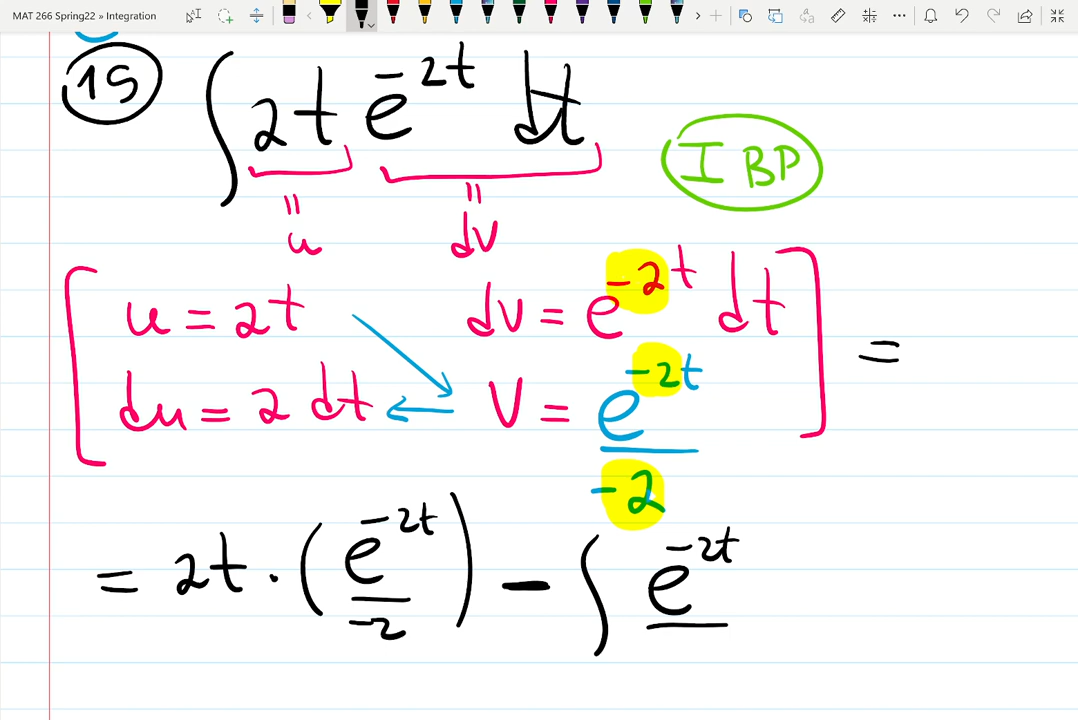 MAT 266 Spring22 » Integration
15 ∫ 2t e^{-2t} dt
I BP
= u = dv
[ u = 2t dv = e^{-2t} dt
du = 2 dt v = e^{-2t} / -2 ] =
= 2t · ( e^{-2t} / -2 ) - ∫ e^{-2t}